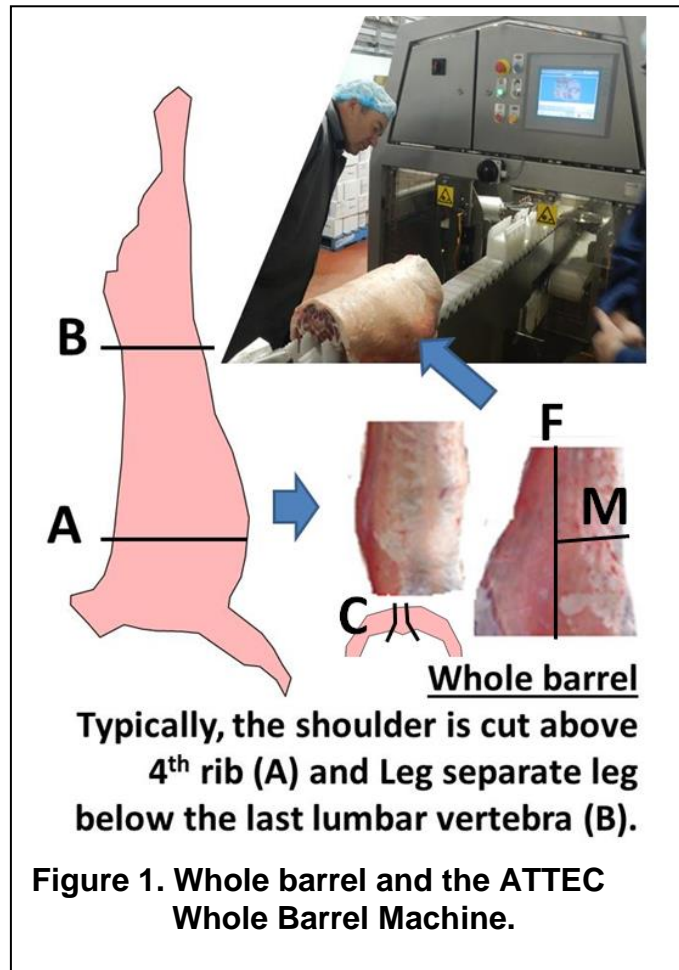 B
A
F
M
C
Whole barrel
Typically, the shoulder is cut above
4th rib (A) and Leg separate leg
below the last lumbar vertebra (B).
Figure 1. Whole barrel and the ATTEC
Whole Barrel Machine.